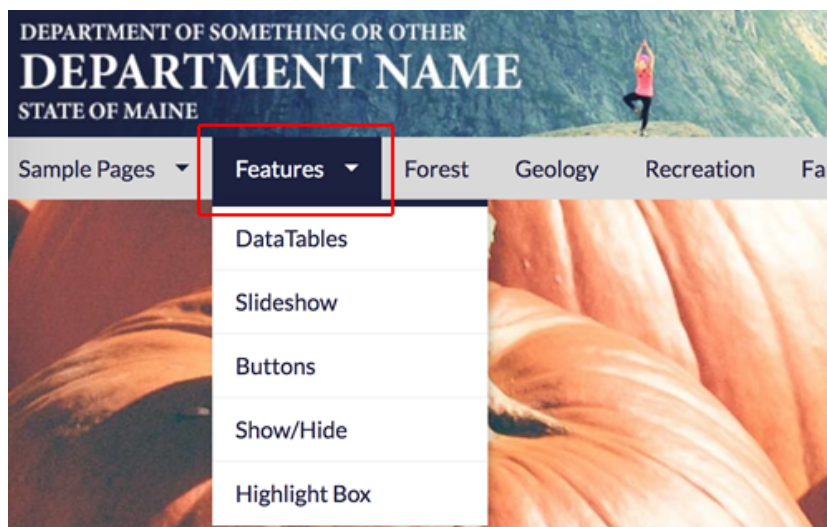 DEPARTMENT OF SOMETHING OR OTHER
DEPARTMENT NAME
STATE OF MAINE
Sample Pages Features Forest Geology Recreation Fa
DataTables
Slideshow
Buttons
Show/Hide
Highlight Box